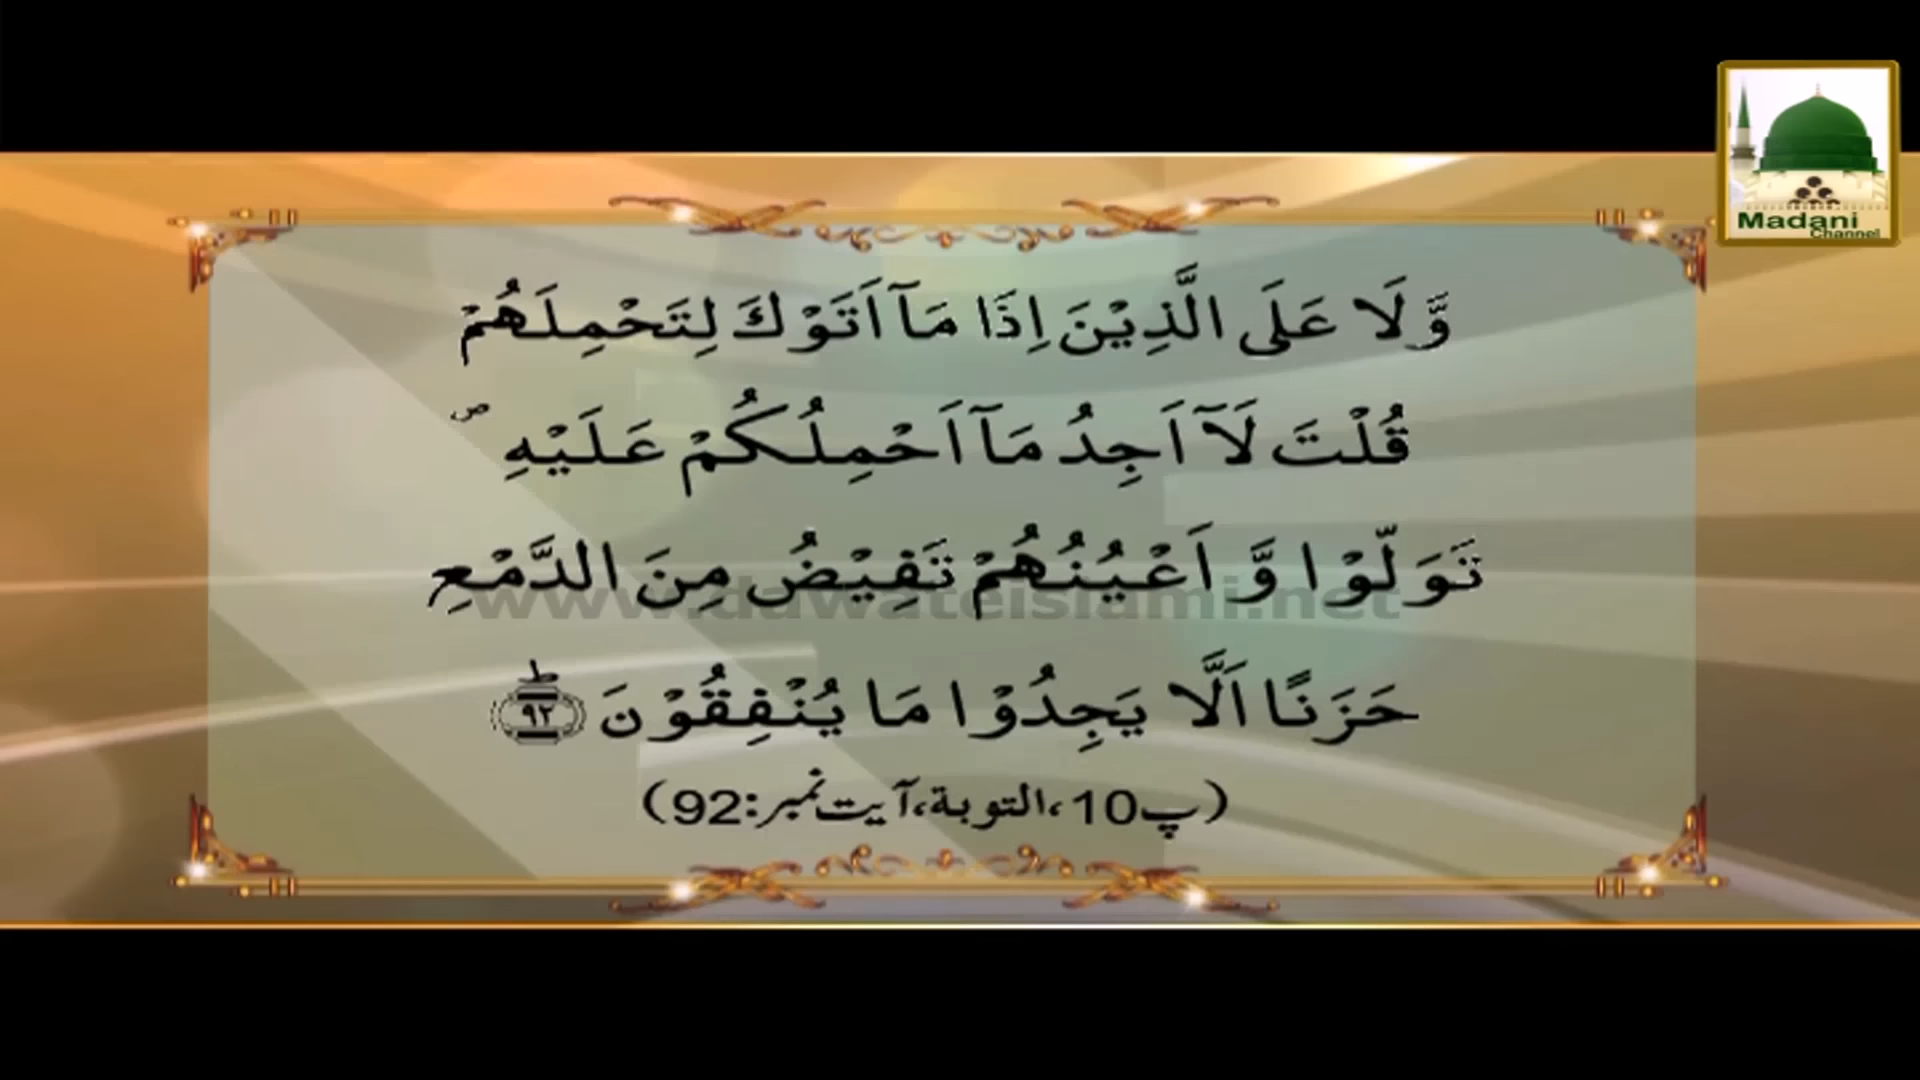 وَّ لَا عَلَى الَّذِیْنَ اِذَا مَاۤ اَتَوْكَ لِتَحْمِلَهُمْ
قُلْتَ لَاۤ اَجِدُ مَاۤ اَحْمِلُكُمْ عَلَیْهِ ۪
تَوَلَّوْا وَّ اَعْیُنُهُمْ تَفِیْضُ مِنَ الدَّمْعِ
www.dawateislami.net
حَزَنًا اَلَّا یَجِدُوْا مَا یُنْفِقُوْنَ ؕ۹۲
(پ10،التوبة،آیت نمبر:92)
Madani
Channel